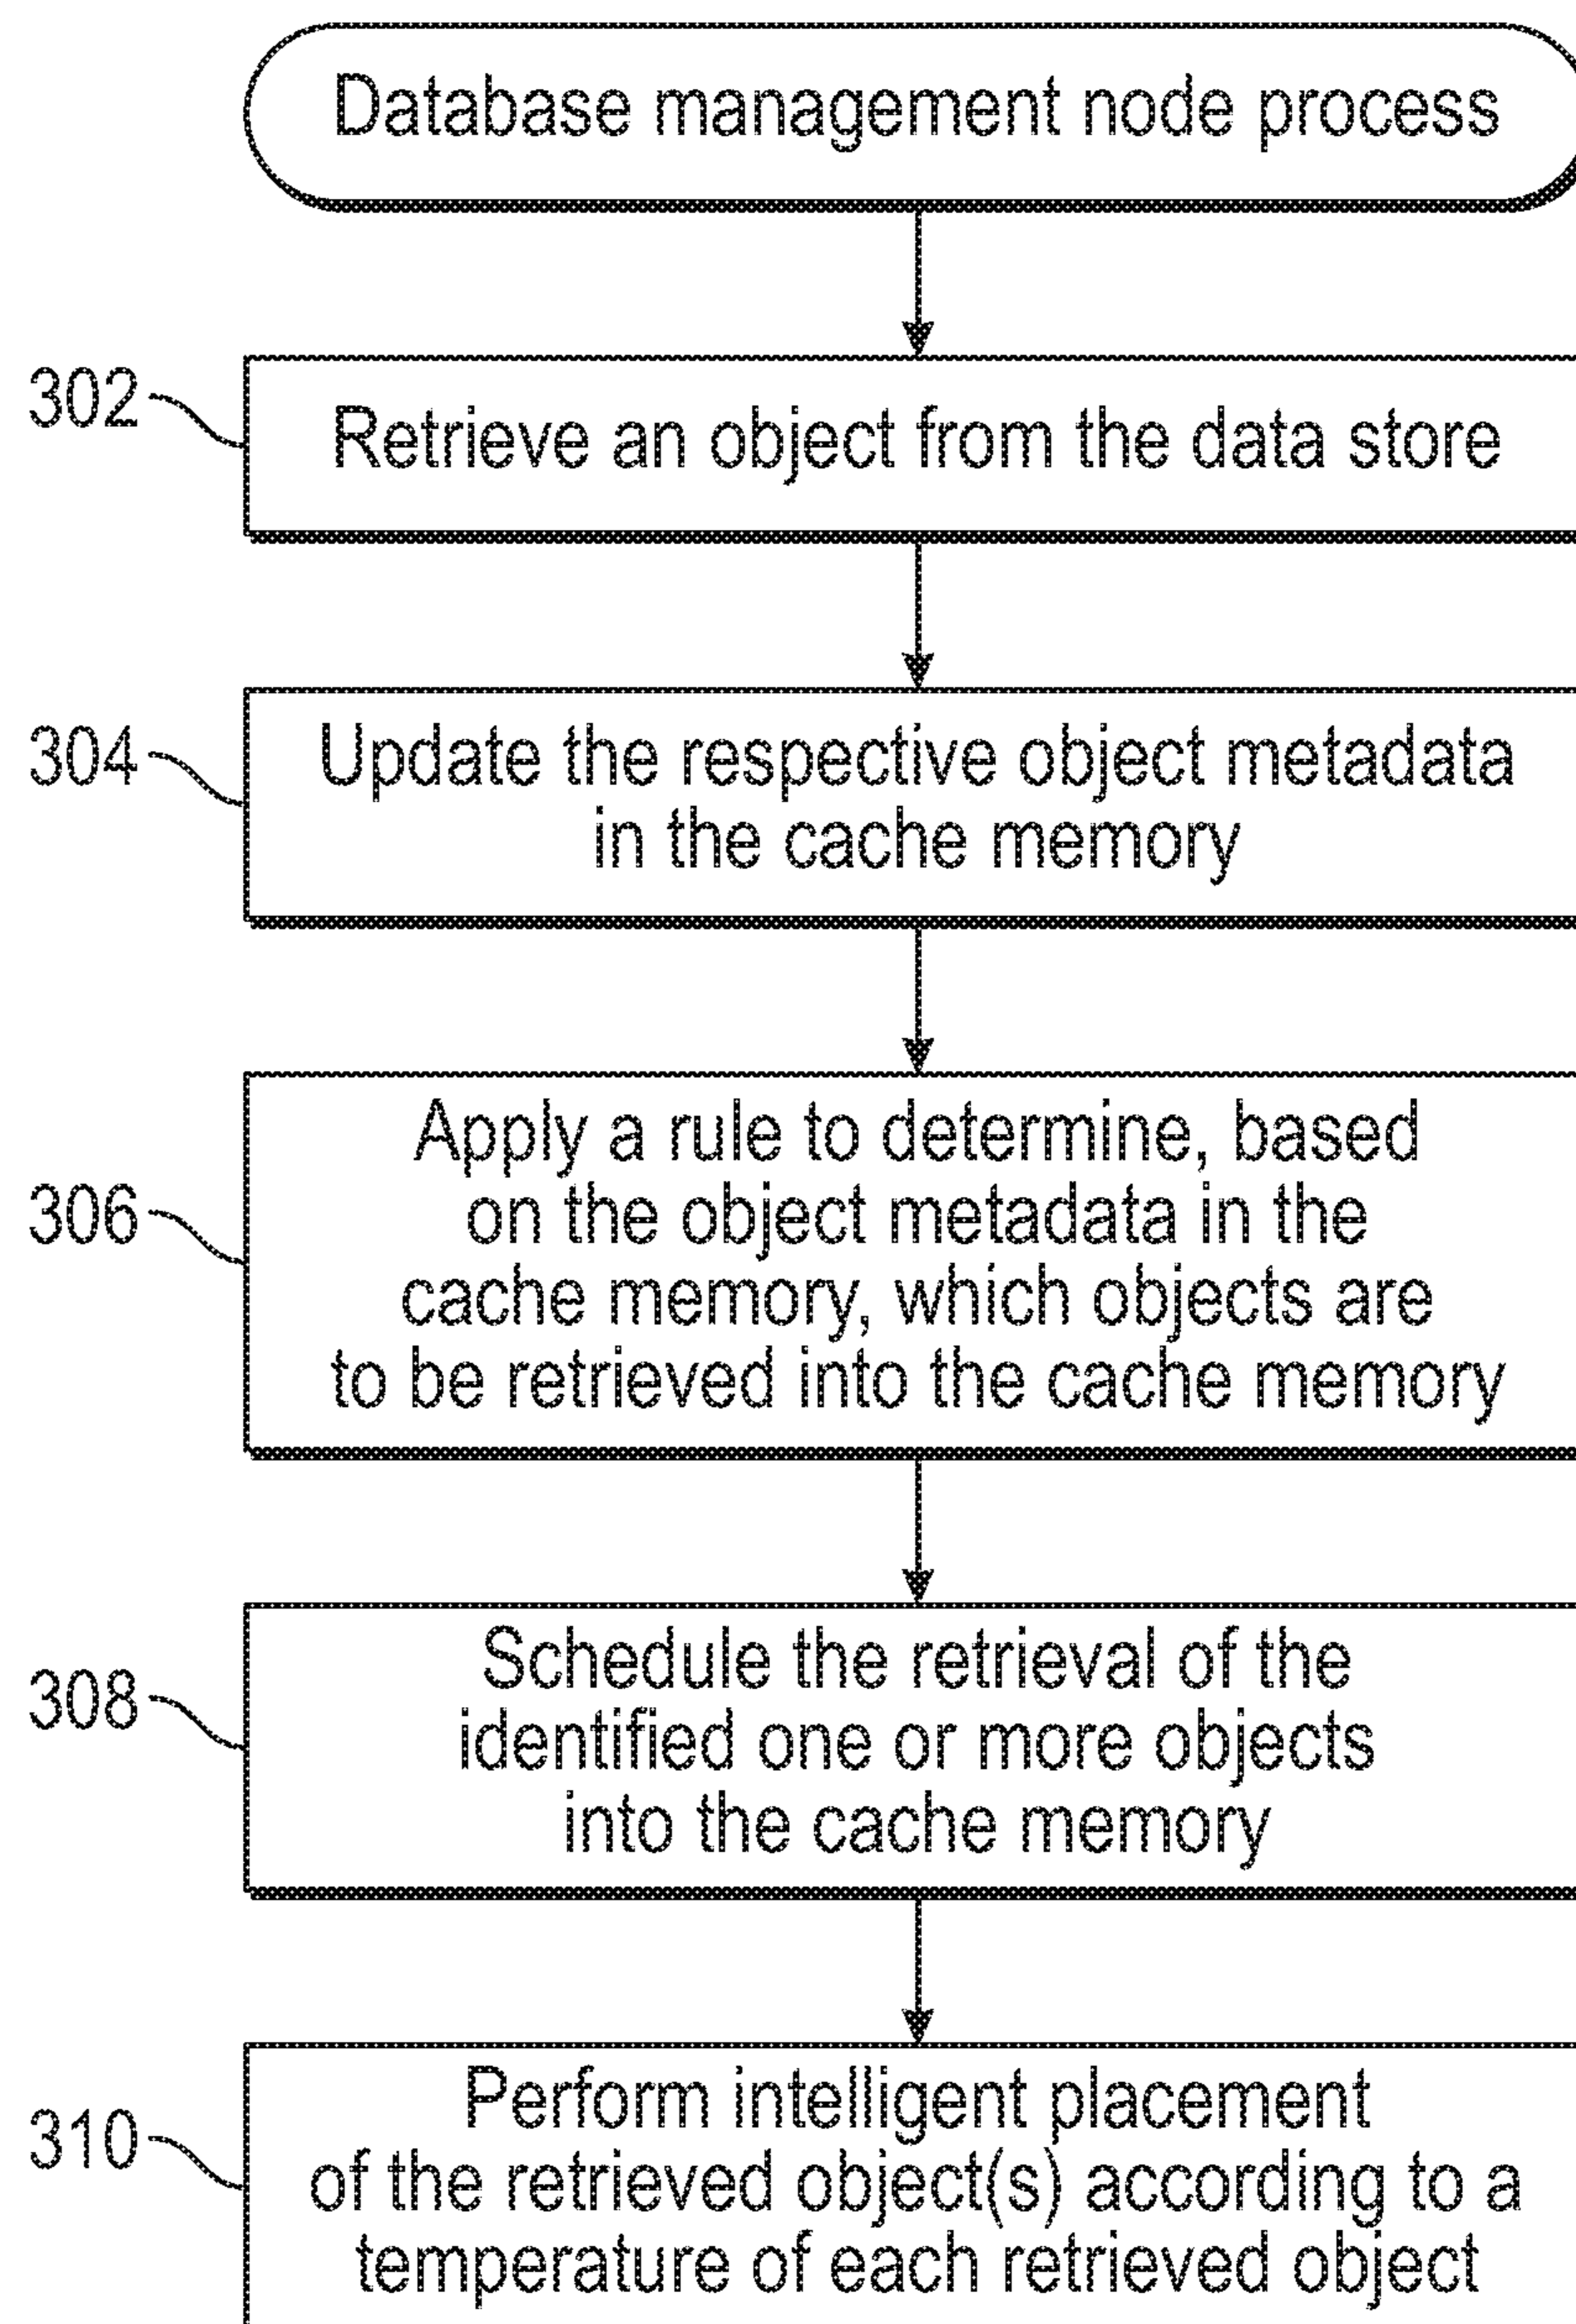 Database management node process
302
Retrieve an object from the data store
304
Update the respective object metadata
in the cache memory
306
Apply a rule to determine, based
on the object metadata in the
cache memory, which objects are
to be retrieved into the cache memory
308
Schedule the retrieval of the
identified one or more objects
into the cache memory
310
Perform intelligent placement
of the retrieved object(s) according to a
temperature of each retrieved object